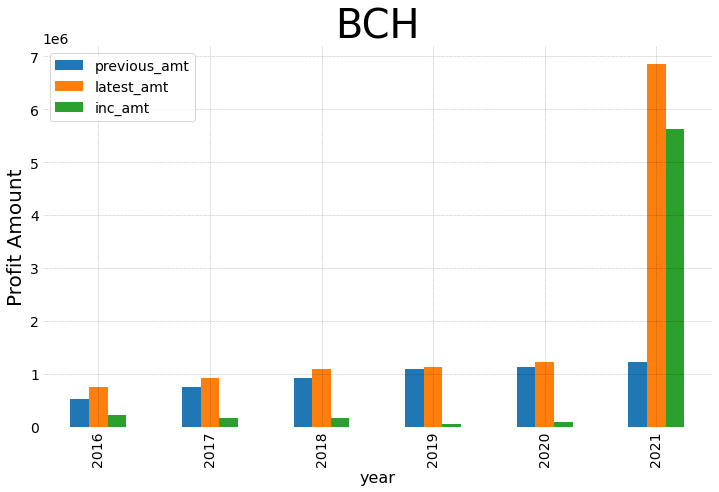 BCH
1e6
7
6
5
4
3
2
1
0
Profit Amount
previous_amt
latest_amt
inc_amt
2016
2017
2018
2019
2020
2021
year